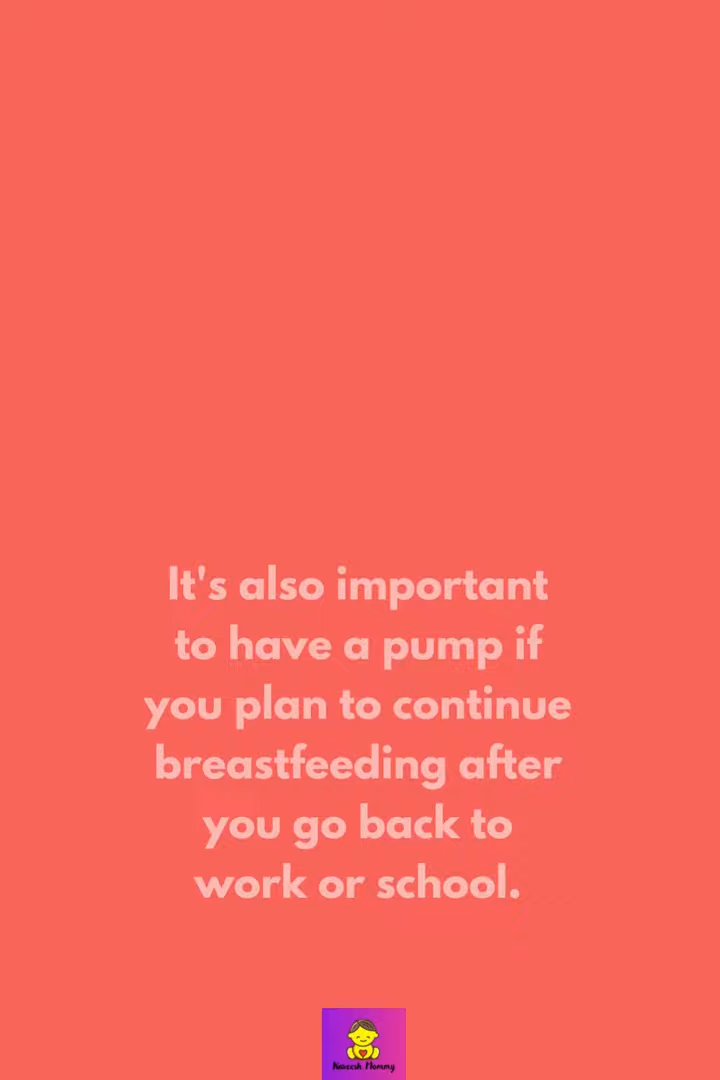 It's also important
to have a pump if
you plan to continue
breastfeeding after
you go back to
work or school.